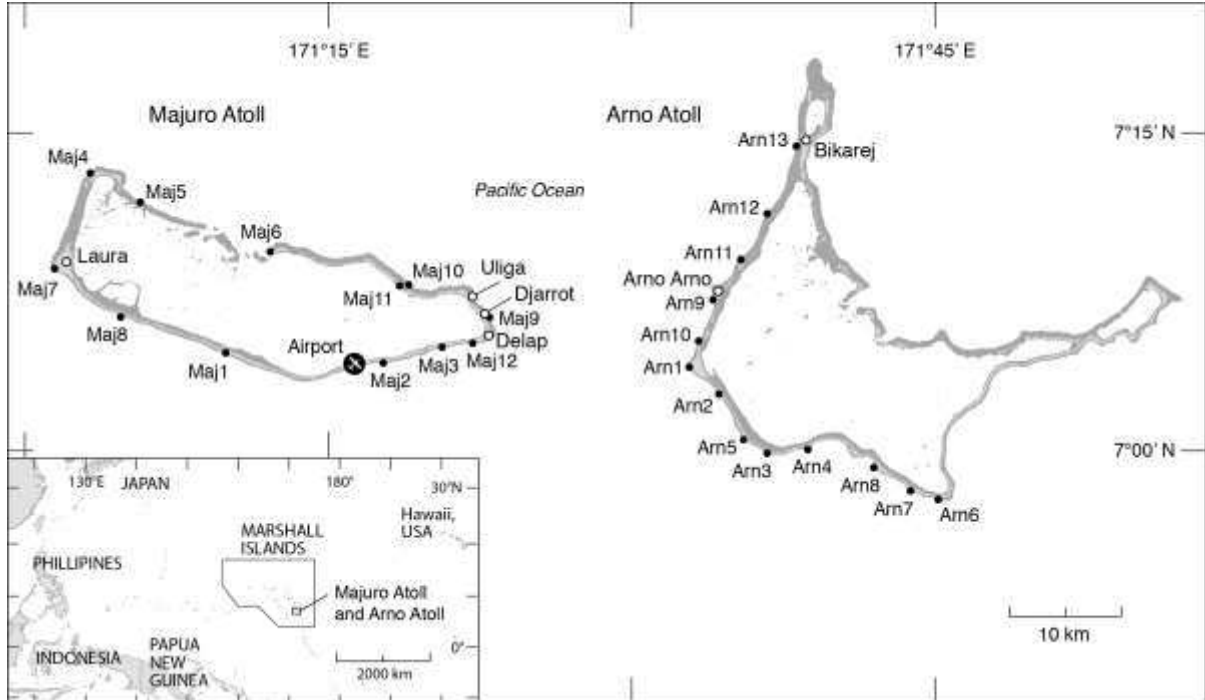 171°15′ E
171°45′ E
Majuro Atoll
Arno Atoll
7°15′ N
Maj4
Maj5
Pacific Ocean
Arn13
Bikarej
Arn12
Maj6
Laura
Maj7
Maj10
Uliga
Maj11
Djarrot
Maj9
Maj8
Delap
Airport
Maj1
Maj2
Maj3
Maj12
Arn11
Arno Arno
Arn9
Arn10
Arn1
Arn2
Arn5
Arn3
Arn4
Arn8
Arn7
Arn6
7°00′ N
10 km
130°E
JAPAN
180°
30°N
Hawaii,
USA
MARSHALL
ISLANDS
PHILLIPINES
Majuro Atoll
and Arno Atoll
INDONESIA
PAPUA
NEW
GUINEA
0°
2000 km